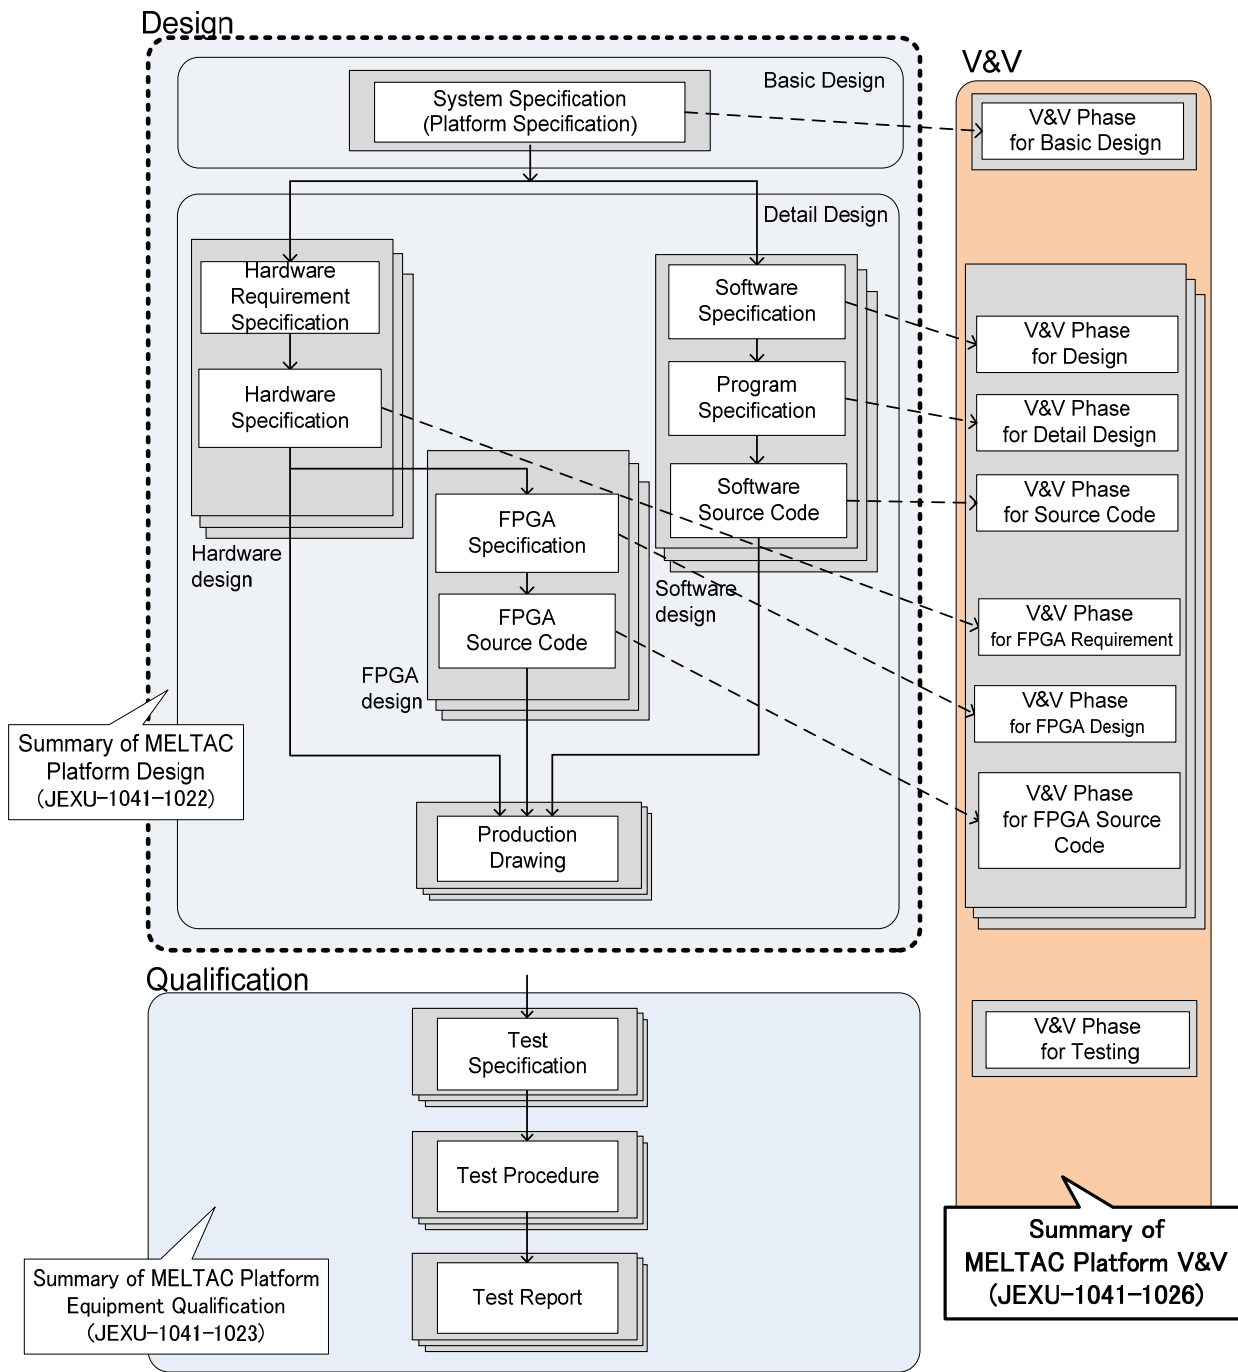 Design
Basic Design
System Specification
(Platform Specification)
V&V
V&V Phase
for Basic Design
Detail Design
Hardware
Requirement
Specification
Hardware
Specification
Hardware
design
Software
Specification
Program
Specification
Software
Source Code
Software
design
FPGA
Specification
FPGA
Source Code
FPGA
design
V&V Phase
for Design
V&V Phase
for Detail Design
V&V Phase
for Source Code
V&V Phase
for FPGA Requirement
V&V Phase
for FPGA Design
V&V Phase
for FPGA Source
Code
Summary of MELTAC
Platform Design
(JEXU-1041-1022)
Production
Drawing
Qualification
Test
Specification
Test Procedure
Test Report
V&V Phase
for Testing
Summary of MELTAC Platform
Equipment Qualification
(JEXU-1041-1023)
Summary of
MELTAC Platform V&V
(JEXU-1041-1026)